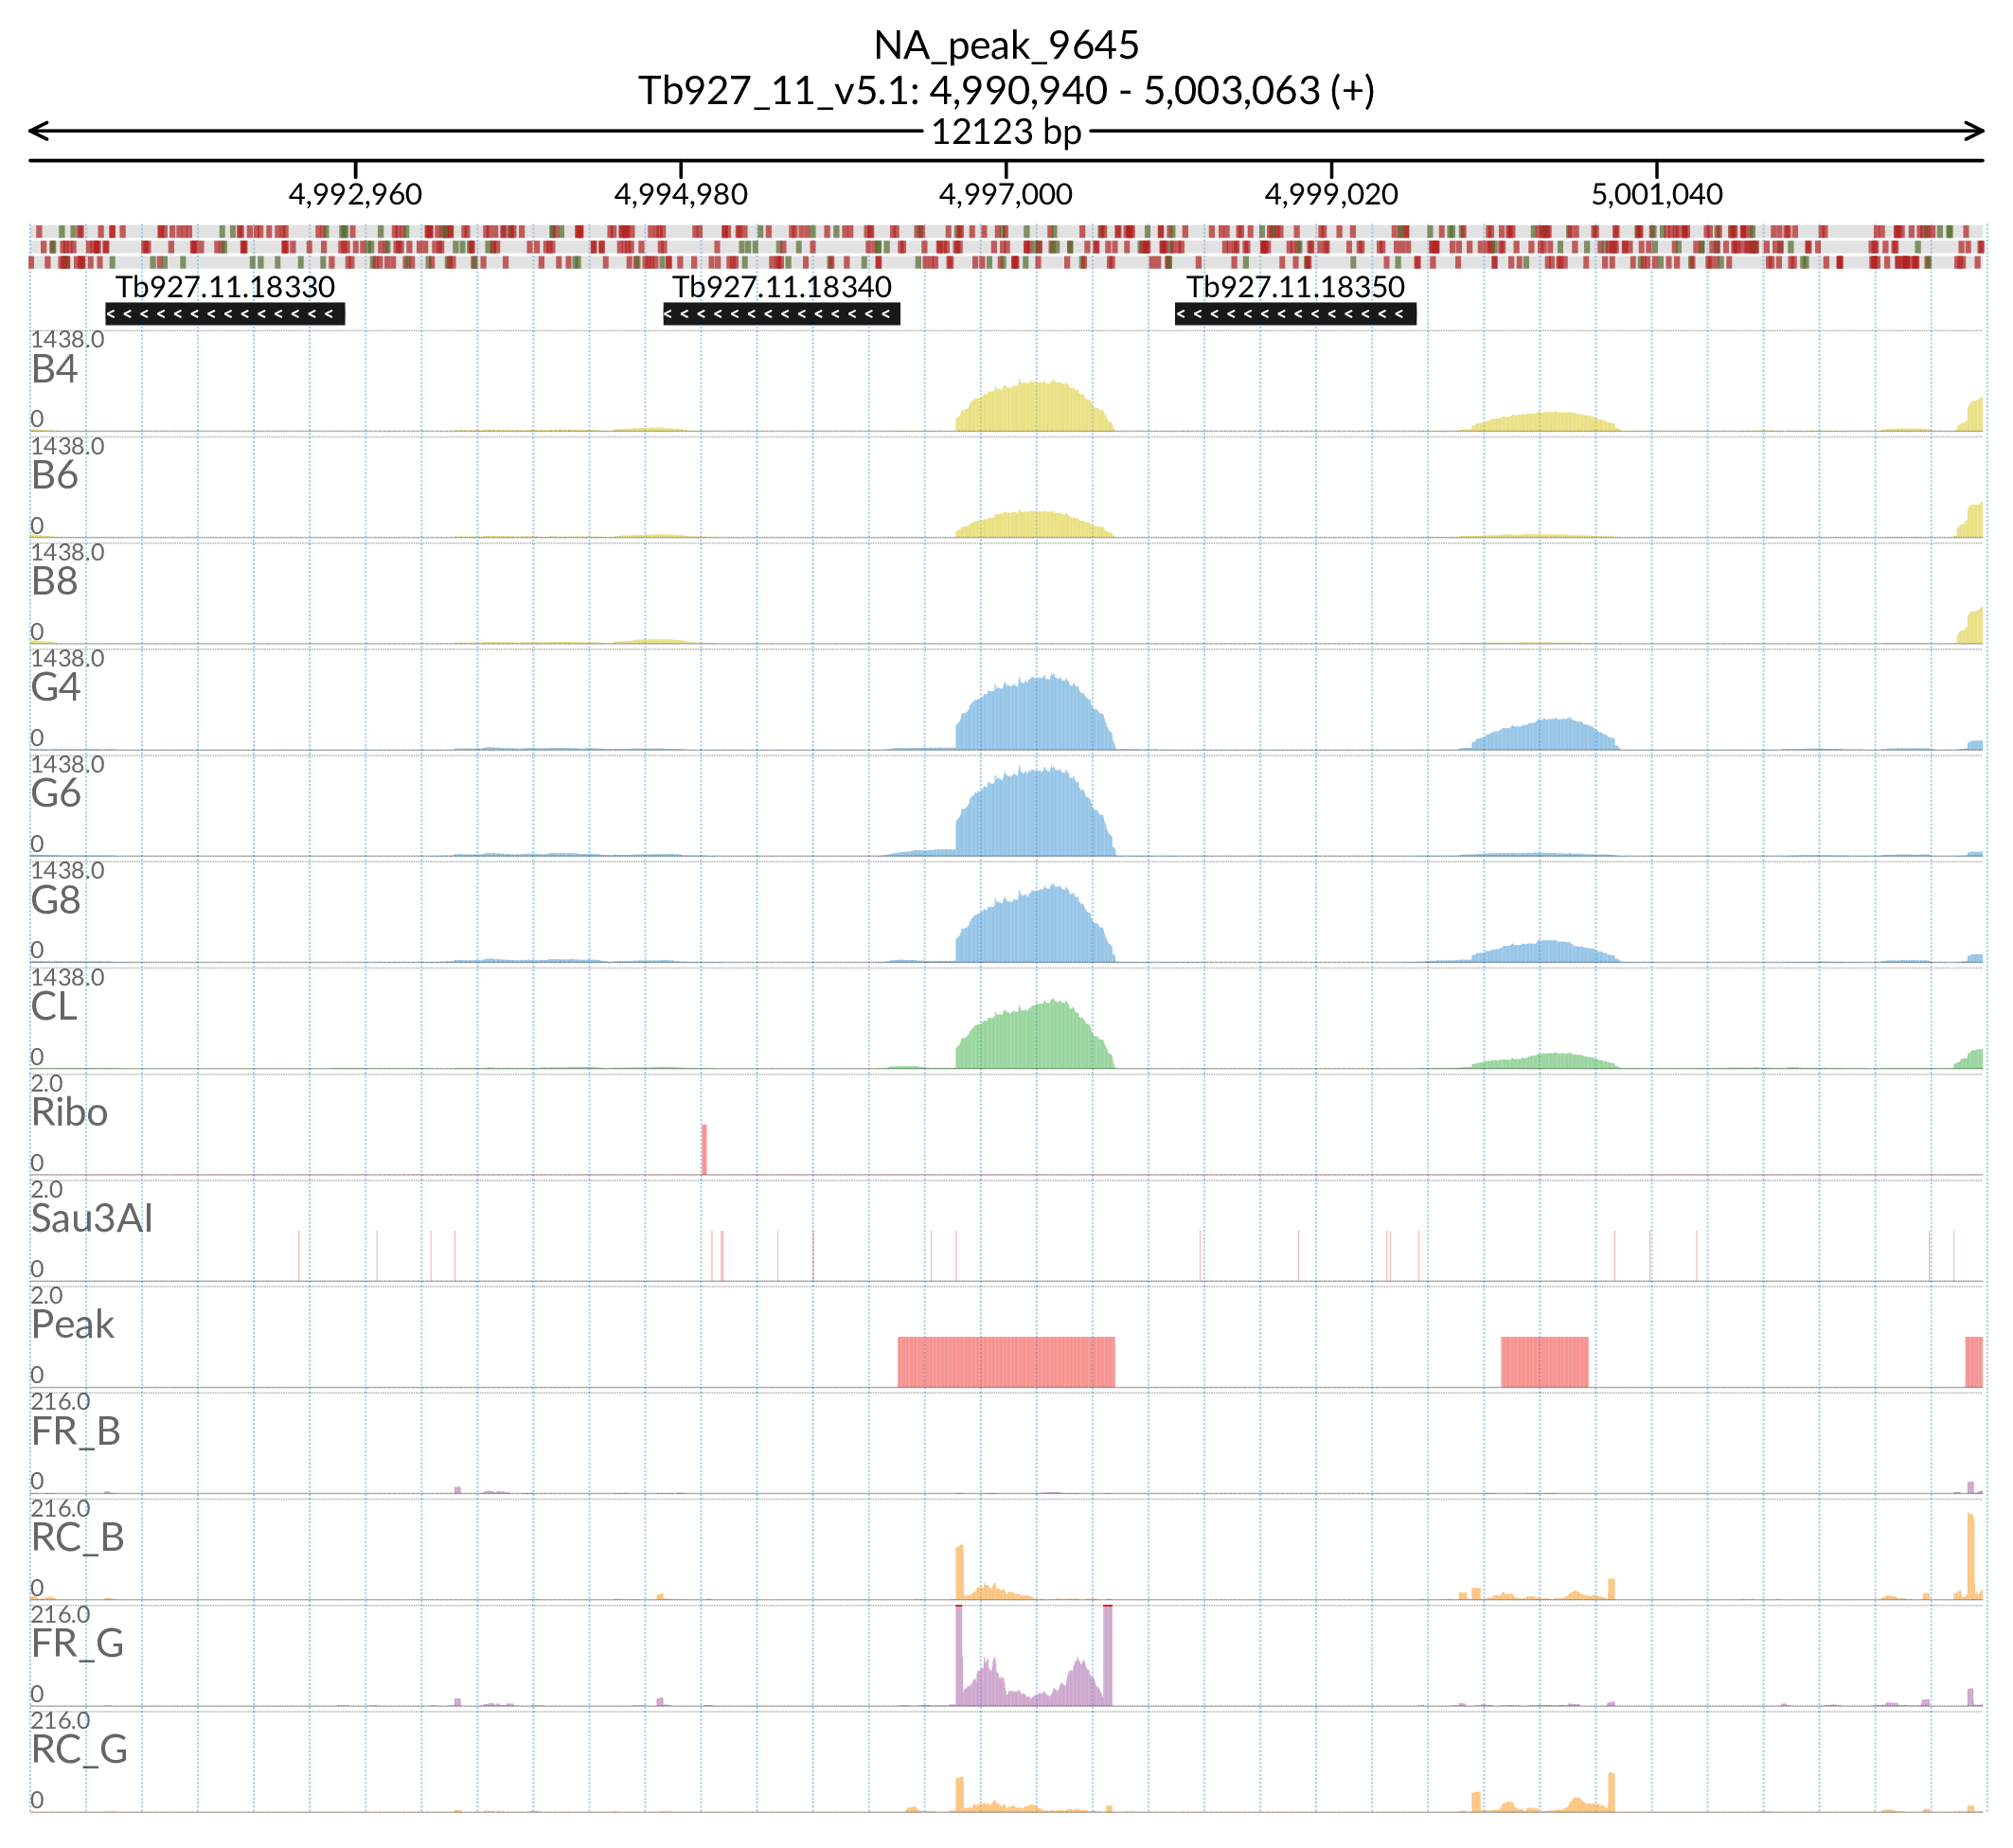 NA_peak_9645
Tb927_11_v5.1: 4,990,940 - 5,003,063 (+)
12123 bp
4,992,960 4,994,980 4,997,000 4,999,020 5,001,040
Tb927.11.18330 Tb927.11.18340 Tb927.11.18350
1438.0
B4
0
1438.0
B6
0
1438.0
B8
0
1438.0
G4
0
1438.0
G6
0
1438.0
G8
0
1438.0
CL
0
2.0
Ribo
0
2.0
Sau3AI
0
2.0
Peak
0
216.0
FR_B
0
216.0
RC_B
0
216.0
FR_G
0
216.0
RC_G
0